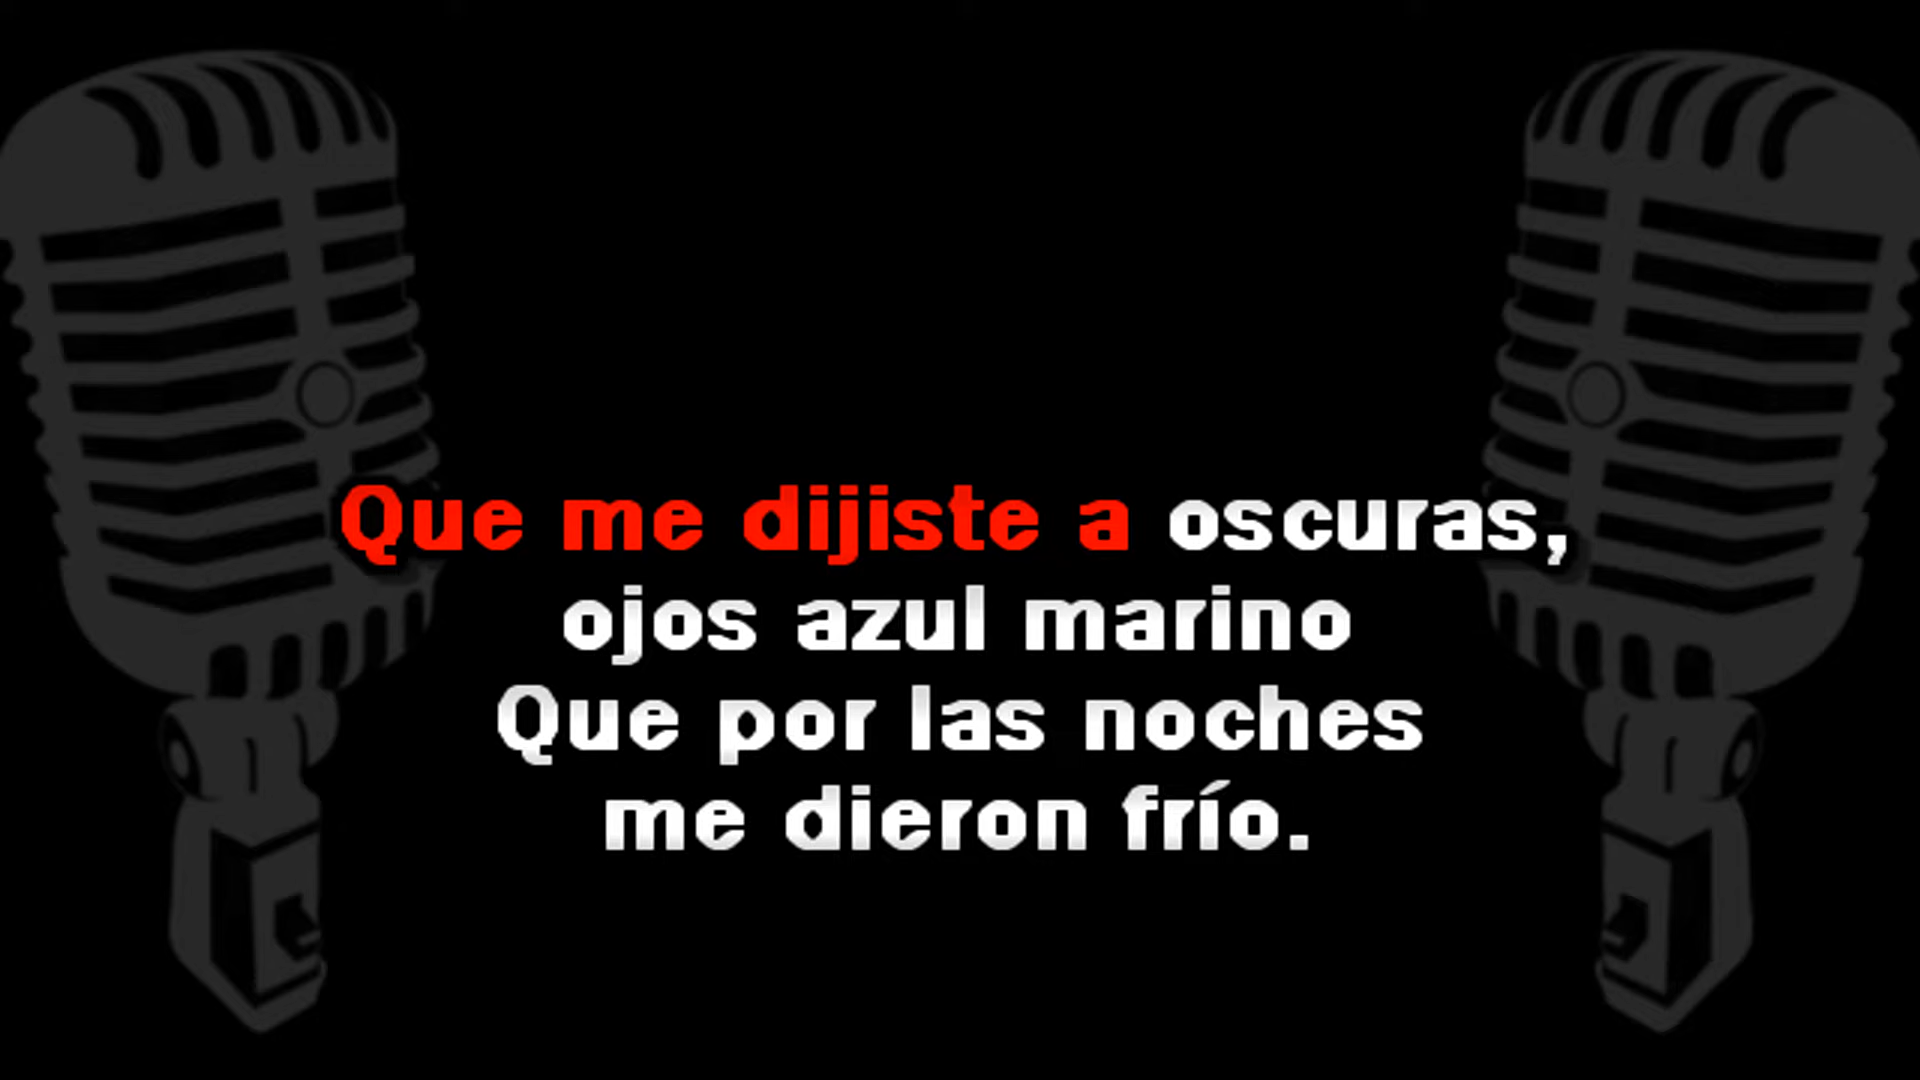 Que me dijiste a oscuras,
ojos azul marino
Que por las noches
me dieron frío.